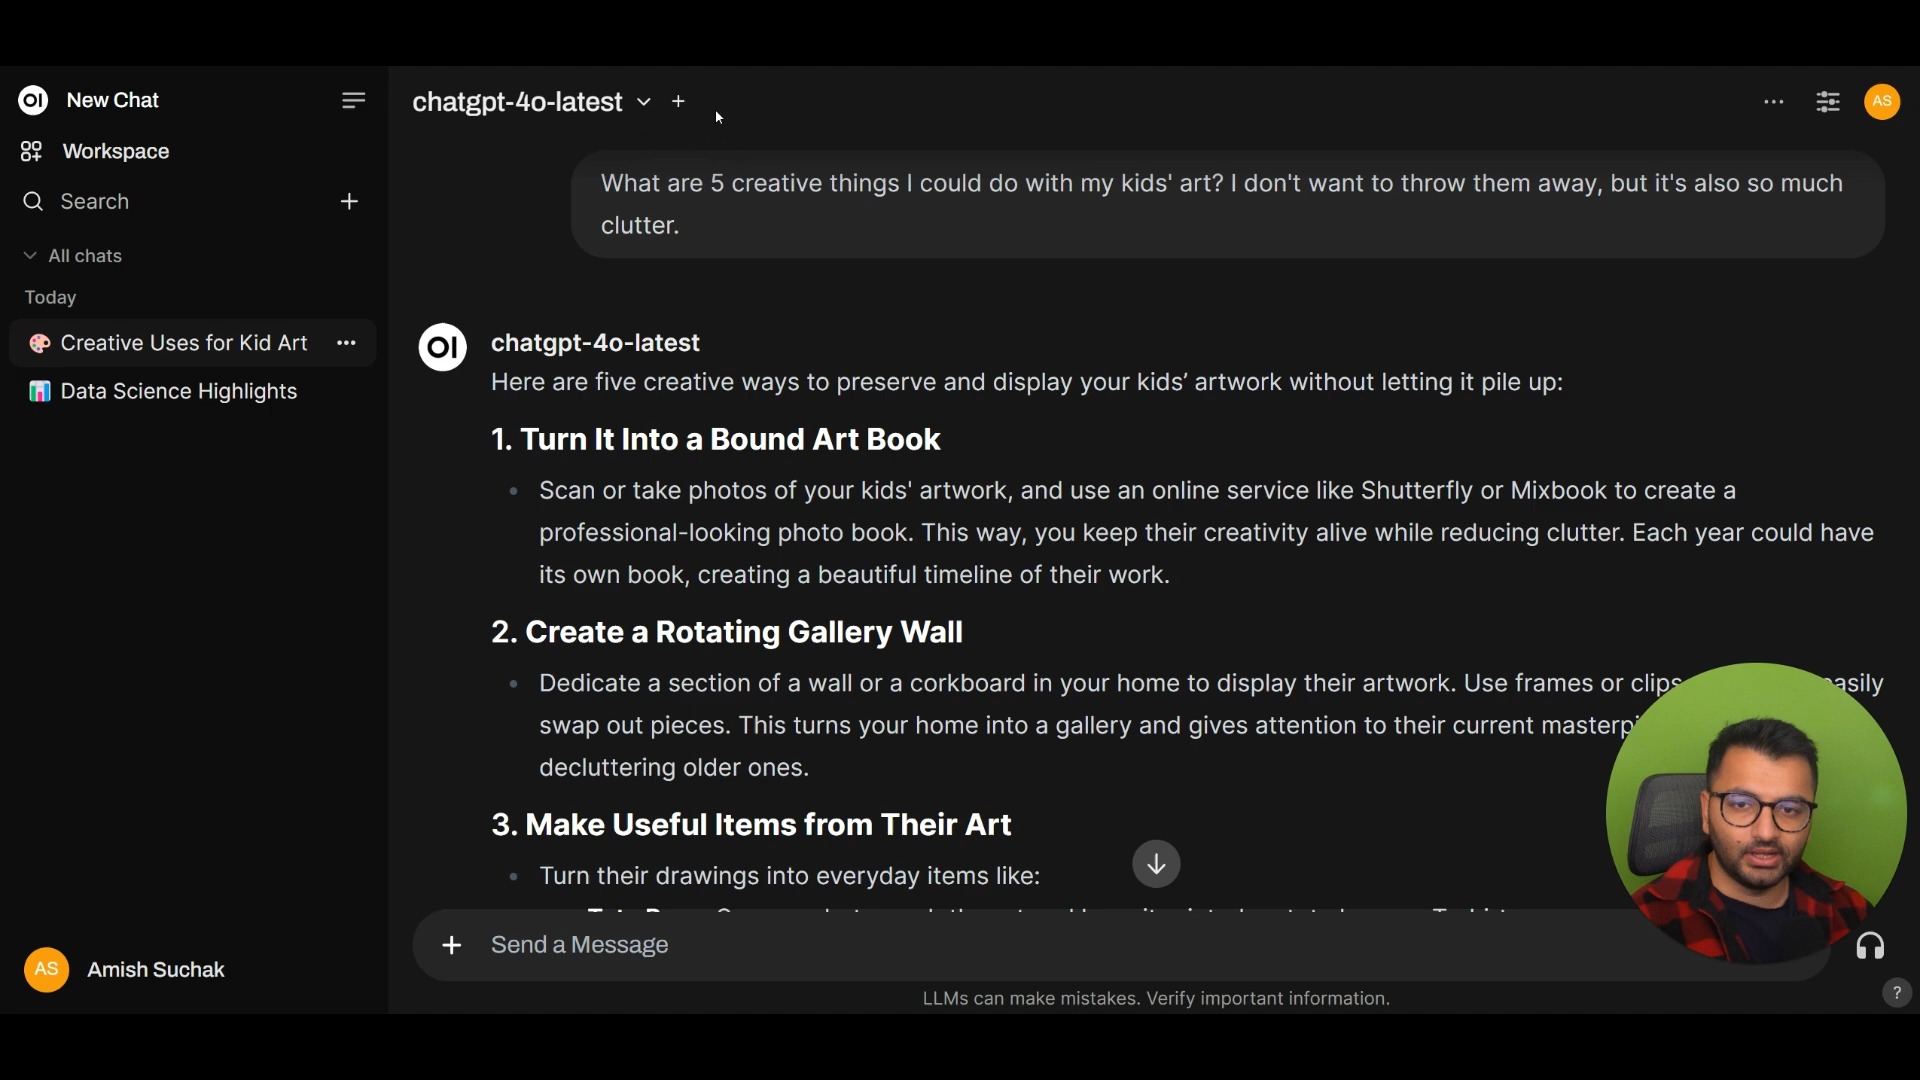 OI New Chat
Workspace
Search
All chats
Today
Creative Uses for Kid Art
Data Science Highlights
AS Amish Suchak
chatgpt-4o-latest
AS
What are 5 creative things I could do with my kids' art? I don't want to throw them away, but it's also so much
clutter.
OI chatgpt-4o-latest
Here are five creative ways to preserve and display your kids’ artwork without letting it pile up:
1. Turn It Into a Bound Art Book
• Scan or take photos of your kids' artwork, and use an online service like Shutterfly or Mixbook to create a
professional-looking photo book. This way, you keep their creativity alive while reducing clutter. Each year could have
its own book, creating a beautiful timeline of their work.
2. Create a Rotating Gallery Wall
• Dedicate a section of a wall or a corkboard in your home to display their artwork. Use frames or clips
swap out pieces. This turns your home into a gallery and gives attention to their current
decluttering older ones.
3. Make Useful Items from Their Art
• Turn their drawings into everyday items like:
Send a Message
LLMs can make mistakes. Verify important information.
?